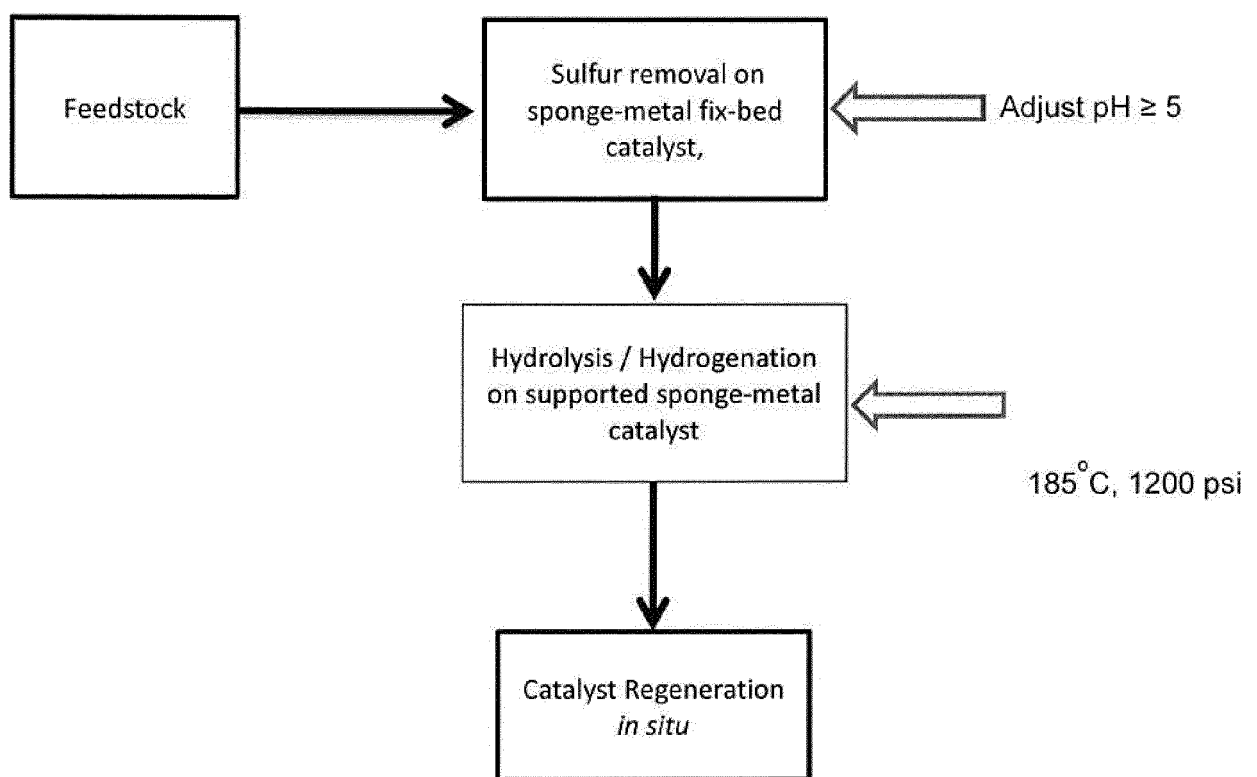 Feedstock
Sulfur removal on
sponge-metal fix-bed
catalyst,
Adjust pH ≥ 5
Hydrolysis / Hydrogenation
on supported sponge-metal
catalyst
185°C, 1200 psi
Catalyst Regeneration
in situ